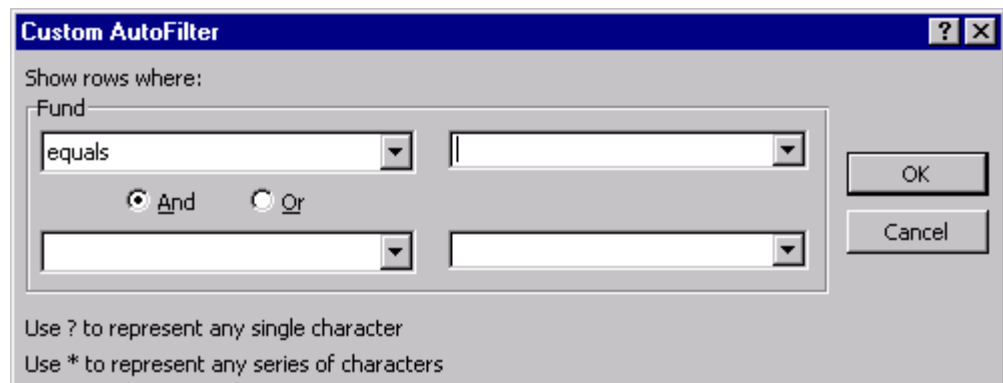 Custom AutoFilter
Show rows where:
Fund
equals
And Or
OK
Cancel
Use ? to represent any single character
Use * to represent any series of characters